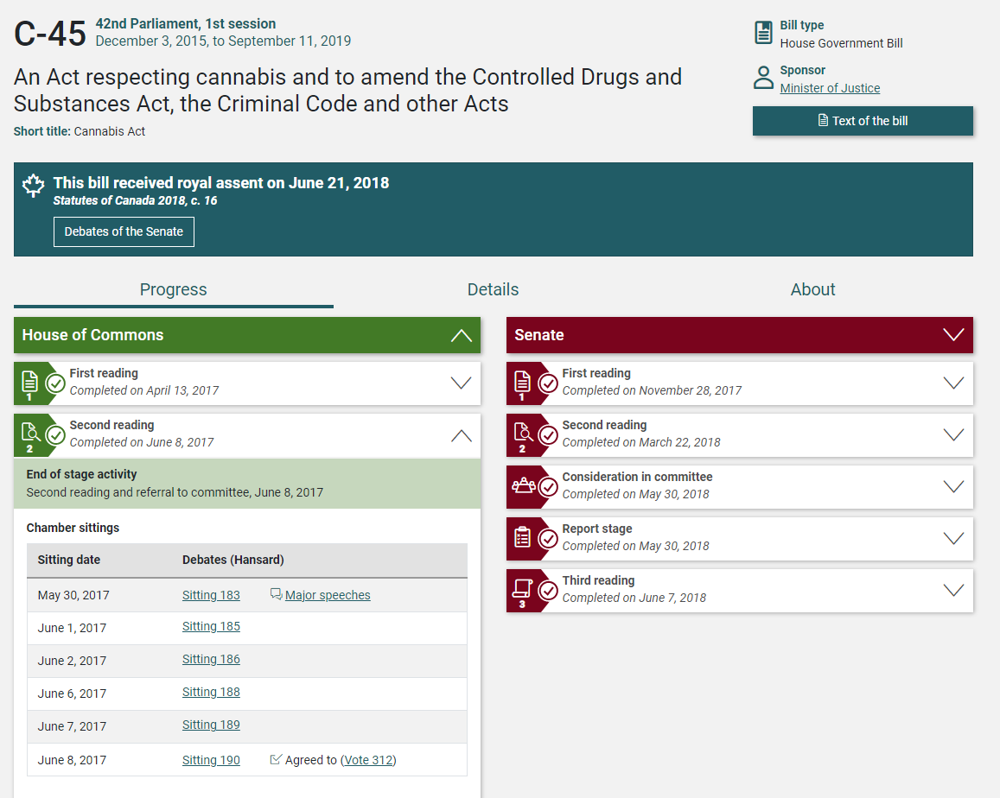 C-45
42nd Parliament, 1st session
December 3, 2015, to September 11, 2019
An Act respecting cannabis and to amend the Controlled Drugs and
Substances Act, the Criminal Code and other Acts
Short title: Cannabis Act
Bill type
House Government Bill
Sponsor
Minister of Justice
Text of the bill
This bill received royal assent on June 21, 2018
Statutes of Canada 2018, c. 16
Debates of the Senate
Progress Details About
House of Commons
1
First reading
Completed on April 13, 2017
2
Second reading
Completed on June 8, 2017
End of stage activity
Second reading and referral to committee, June 8, 2017
Chamber sittings
Sitting date Debates (Hansard)
May 30, 2017 Sitting 183 Major speeches
June 1, 2017 Sitting 185
June 2, 2017 Sitting 186
June 6, 2017 Sitting 188
June 7, 2017 Sitting 189
June 8, 2017 Sitting 190 Agreed to (Vote 312)
Senate
1
First reading
Completed on November 28, 2017
2
Second reading
Completed on March 22, 2018
Consideration in committee
Completed on May 30, 2018
Report stage
Completed on May 30, 2018
3
Third reading
Completed on June 7, 2018